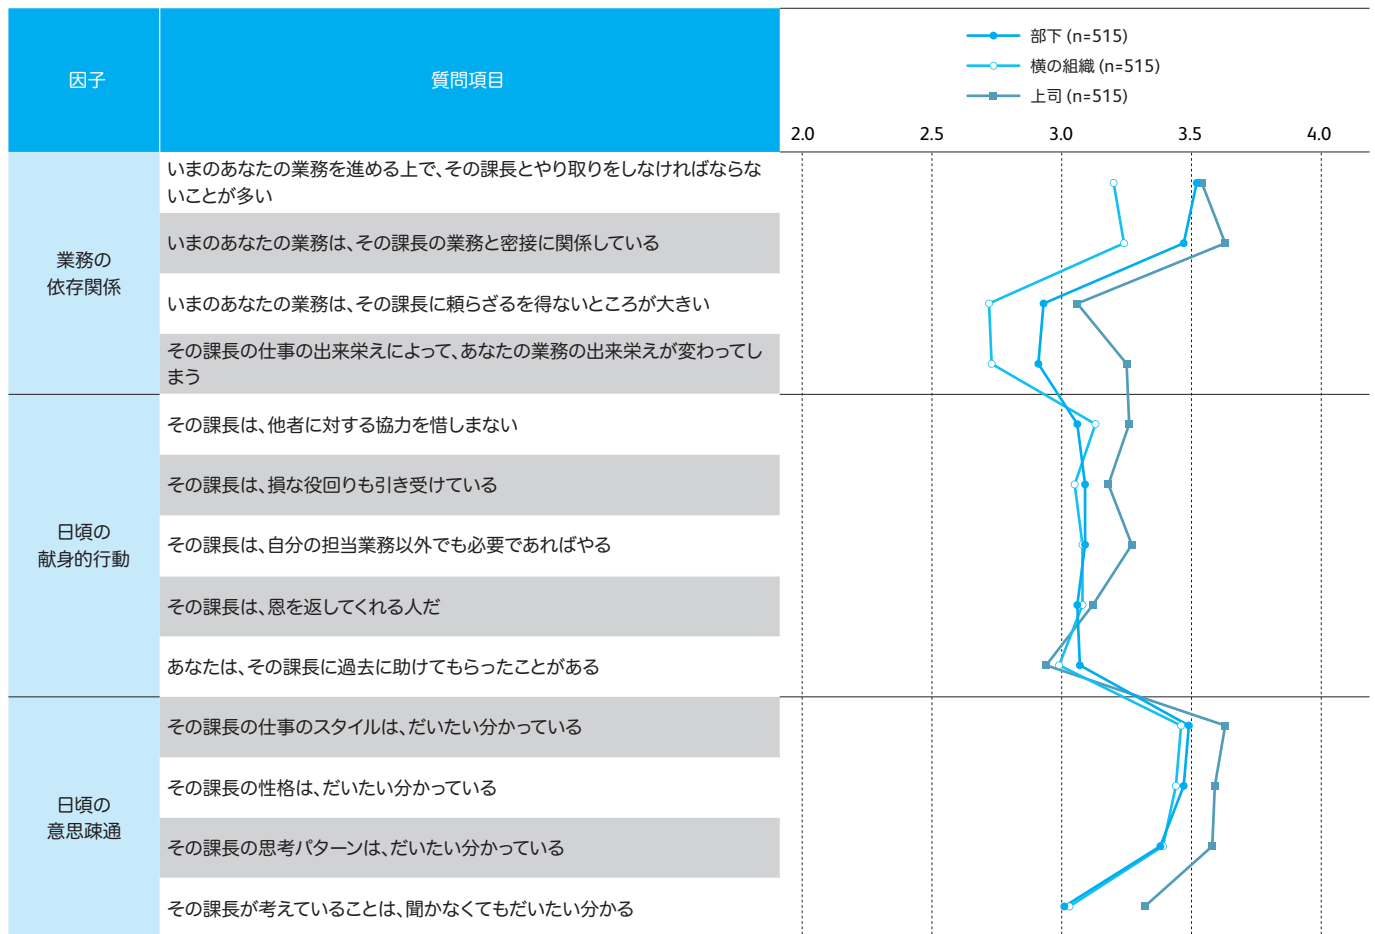 因子
質問項目
部下 (n=515)
横の組織 (n=515)
上司 (n=515)
2.0 2.5 3.0 3.5 4.0
業務の
依存関係
いまのあなたの業務を進める上で、その課長とやり取りをしなければならな
いことが多い
いまのあなたの業務は、その課長の業務と密接に関係している
いまのあなたの業務は、その課長に頼らざるを得ないところが大きい
その課長の仕事の出来栄えによって、あなたの業務の出来栄えが変わってし
まう
日頃の
献身的行動
その課長は、他者に対する協力を惜しまない
その課長は、損な役回りも引き受けている
その課長は、自分の担当業務以外でも必要であればやる
その課長は、恩を返してくれる人だ
あなたは、その課長に過去に助けてもらったことがある
日頃の
意思疎通
その課長の仕事のスタイルは、だいたい分かっている
その課長の性格は、だいたい分かっている
その課長の思考パターンは、だいたい分かっている
その課長が考えていることは、聞かなくてもだいたい分かる